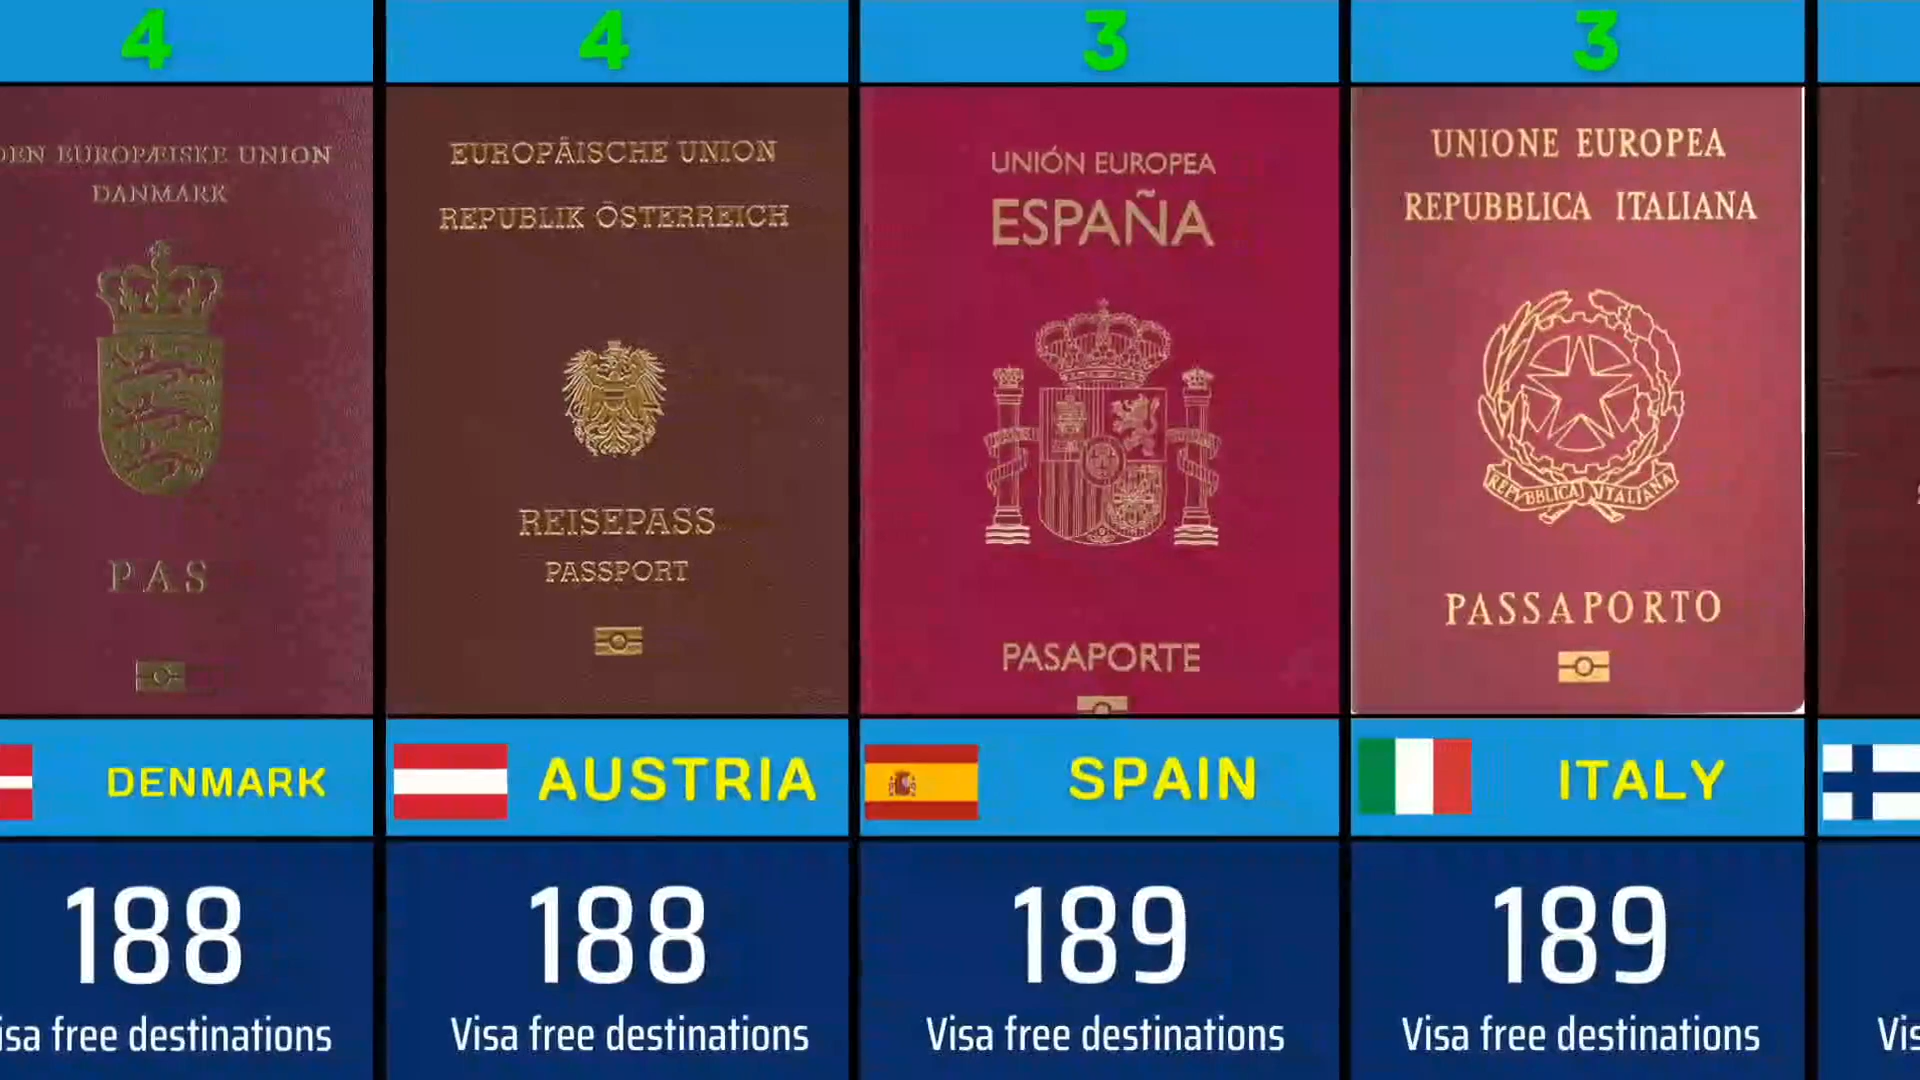 4
DEN EUROPÆISKE UNION
DANMARK
PAS
DENMARK
188
isa free destinations
4
EUROPÄISCHE UNION
REPUBLIK ÖSTERREICH
REISEPASS
PASSPORT
AUSTRIA
188
Visa free destinations
3
UNIÓN EUROPEA
ESPAÑA
PASAPORTE
SPAIN
189
Visa free destinations
3
UNIONE EUROPEA
REPUBBLICA ITALIANA
REPVBBLICA ITALIANA
PASSAPORTO
ITALY
189
Visa free destinations
Vis